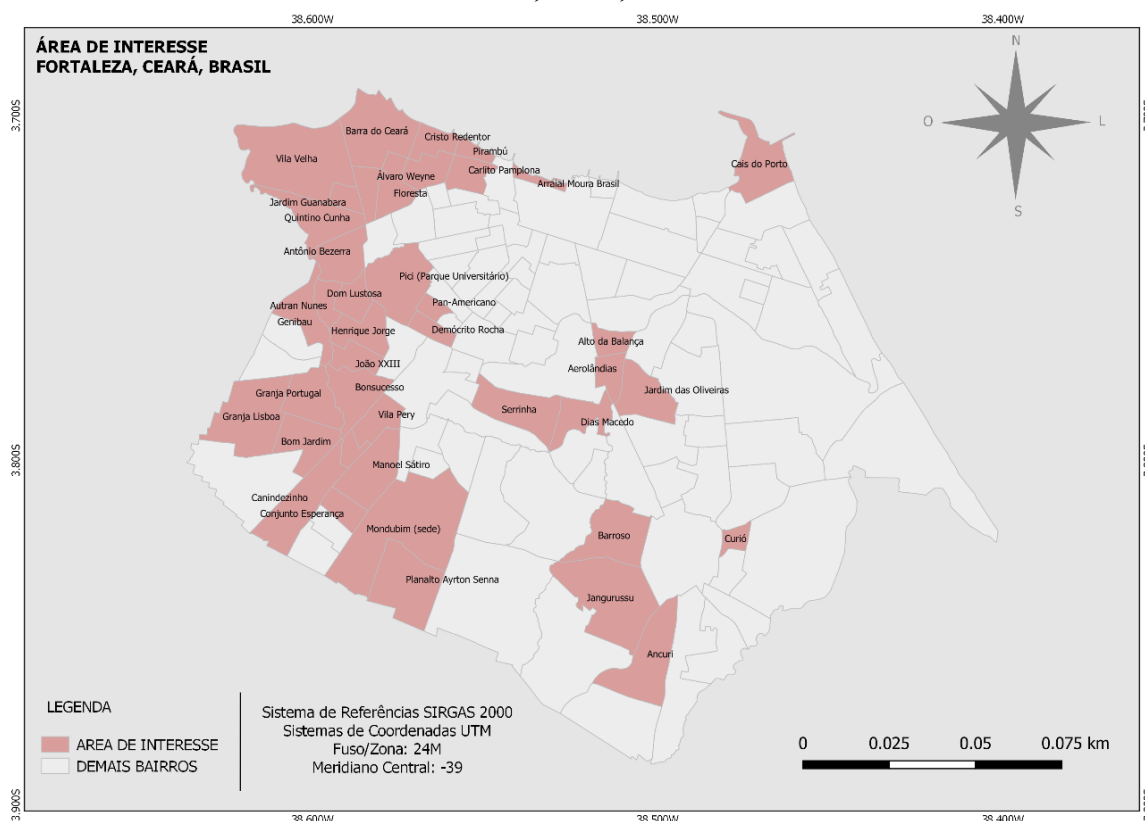 38.600W
38.500W
38.400W
ÁREA DE INTERESSE
FORTALEZA, CEARÁ, BRASIL
N
O
L
S
3.700S
3.700S
Barra do Ceará
Cristo Redentor
Pirambú
Vila Velha
Carlito Pamplona
Cais do Porto
Álvaro Weyne
Arraial Moura Brasil
Floresta
Jardim Guanabara
Quintino Cunha
Antônio Bezerra
Pici (Parque Universitário)
Dom Lustosa
Autran Nunes
Pan-Americano
Genibau
Henrique Jorge
Demócrito Rocha
Alto da Balança
João XXIII
Aerolândias
Bonsucesso
Jardim das Oliveiras
Granja Portugal
Granja Lisboa
Vila Pery
Serrinha
Dias Macedo
Bom Jardim
3.800S
Manoel Sátiro
Canindezinho
Conjunto Esperança
Mondubim (sede)
Barroso
Curió
Planalto Ayrton Senna
Jangurussu
Ancuri
LEGENDA
AREA DE INTERESSE
DEMAIS BAIRROS
Sistema de Referências SIRGAS 2000
Sistemas de Coordenadas UTM
Fuso/Zona: 24M
Meridiano Central: -39
0 0.025 0.05 0.075 km
3.900S
38.600W
38.500W
38.400W